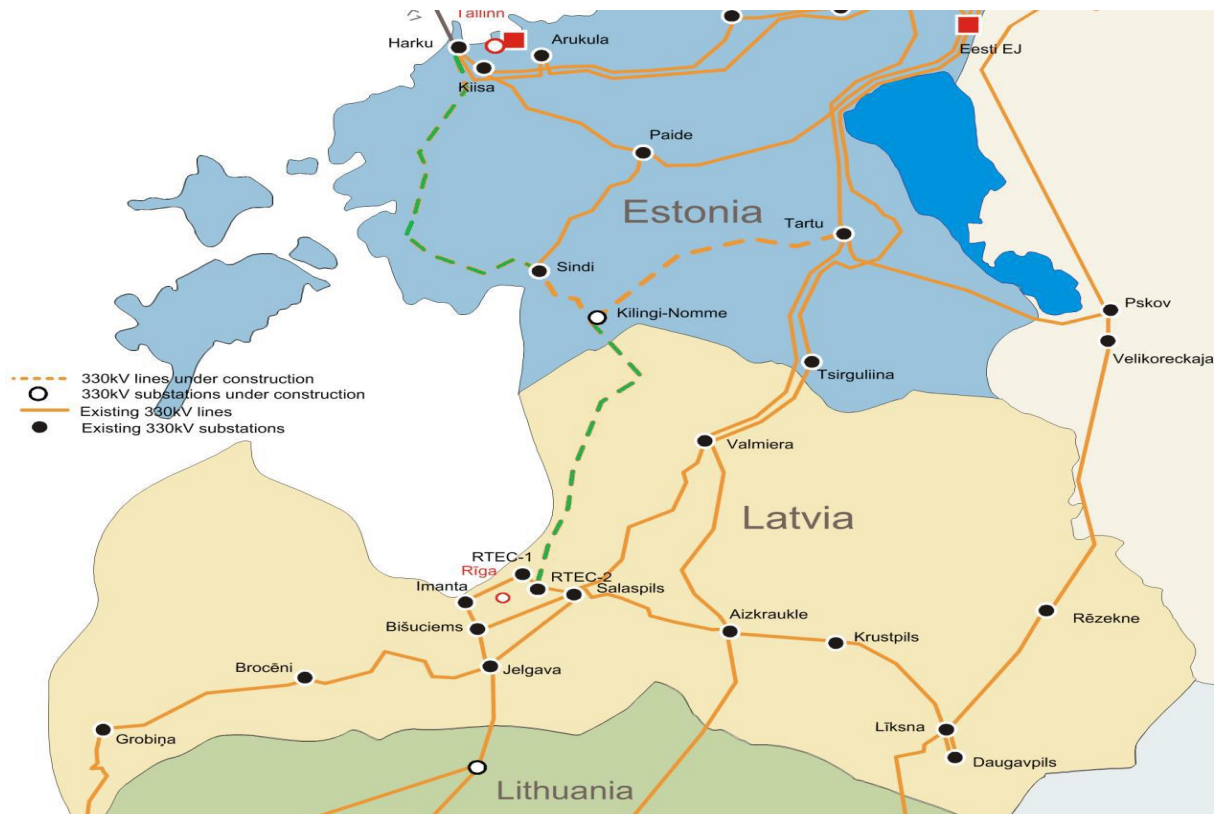 Tallinn
Harku
Arukula
Eesti EJ
Kiisa
Paide
Estonia
Tartu
Sindi
Kilingi-Nomme
Pskov
Velikoreckaja
Tsirguliina
330kV lines under construction
330kV substations under construction
Existing 330kV lines
Existing 330kV substations
Valmiera
Latvia
RTEC-1
Rīga
RTEC-2
Imanta
Salaspils
Bišuciems
Aizkraukle
Krustpils
Rēzekne
Brocēni
Jelgava
Grobiņa
Līksna
Daugavpils
Lithuania